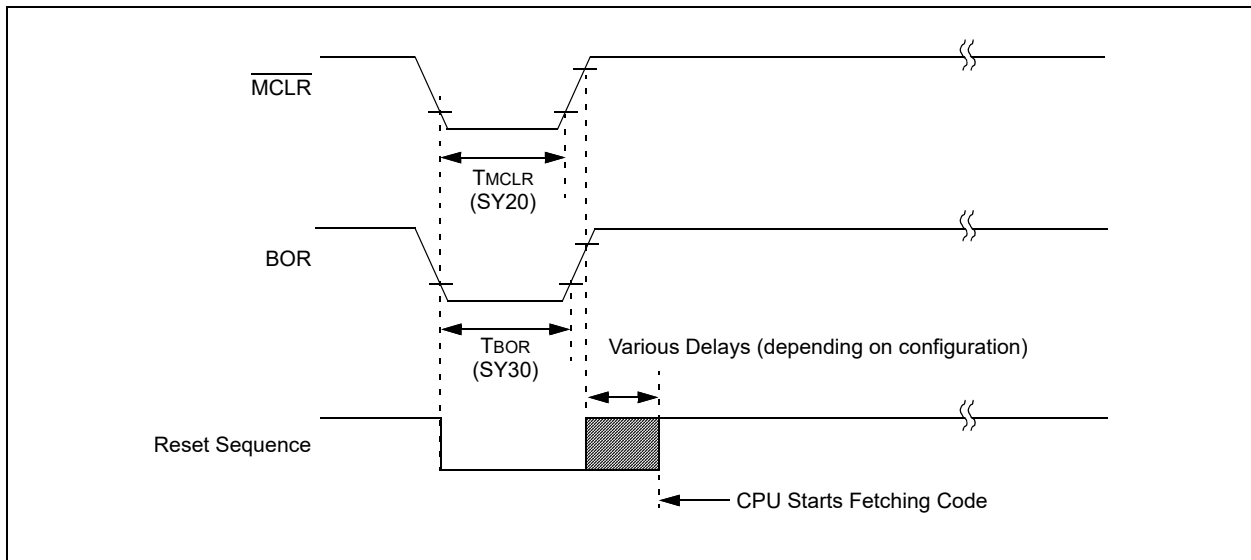 MCLR
TMCLR
(SY20)
BOR
TBOR
(SY30)
Various Delays (depending on configuration)
Reset Sequence
CPU Starts Fetching Code